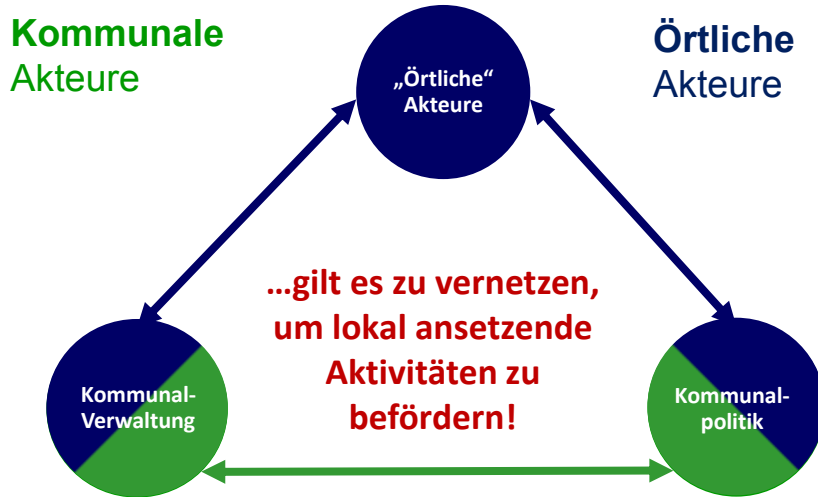 Kommunale
Akteure
Örtliche
Akteure
„Örtliche“
Akteure
...gilt es zu vernetzen,
um lokal ansetzende
Aktivitäten zu
befördern!
Kommunal-
Verwaltung
Kommunal-
politik